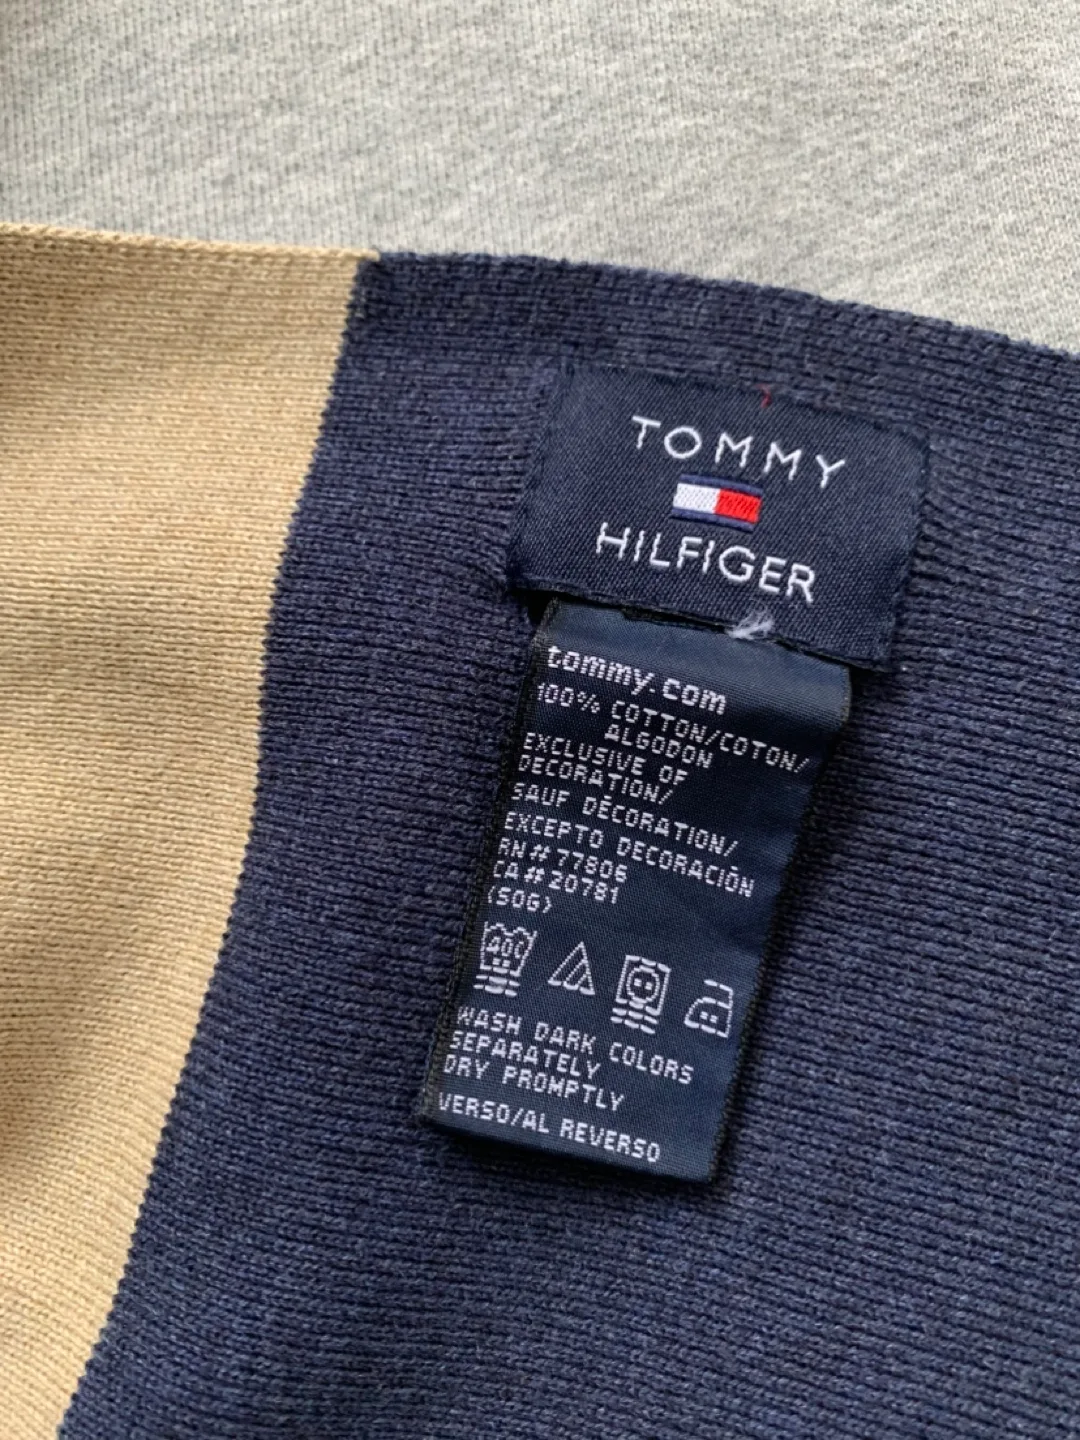 TOMMY
HILFIGER
tommy.com
100% COTTON/COTON/
ALGODON
EXCLUSIVE OF
DECORATION/
SAUF DÉCORATION/
EXCEPTO DECORACIÓN
RN# 77806
CA# 20781
(SOG)
40C
WASH DARK COLORS
SEPARATELY
DRY PROMPTLY
VERSO/AL REVERSO